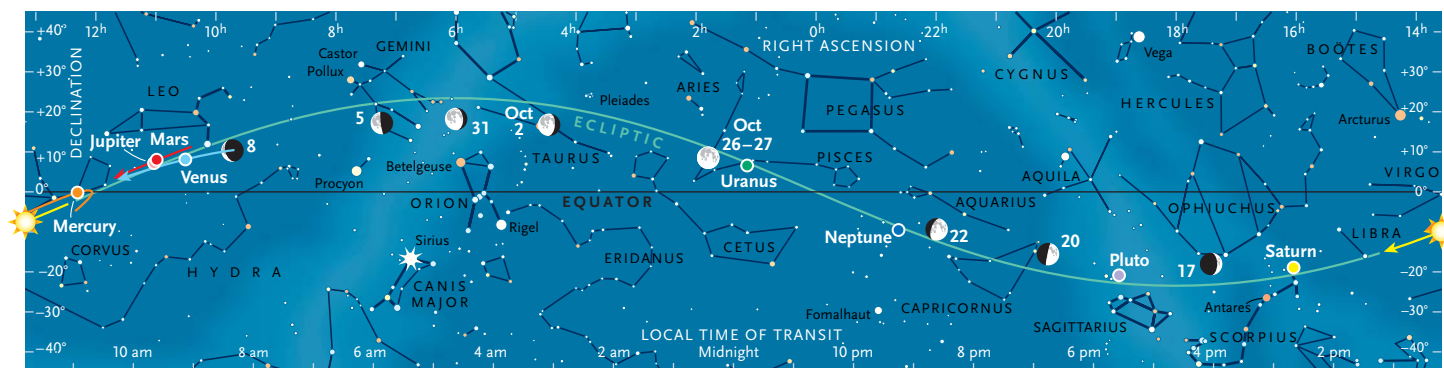 +40°
12h
8h
6h
4h
2h
0h
22h
20h
18h
16h
14h
+40°
DECLINATION
GEMINI
RIGHT ASCENSION
Castor
Pollux
Vega
BOÖTES
+30°
+30°
LEO
Pleiades
ARIES
CYGNUS
HERCULES
+20°
PEGASUS
+20°
Arcturus
5
31
Oct
2
ECLIPTIC
Oct
26–27
Jupiter
Mars
8
+10°
+10°
Venus
TAURUS
PISCES
Uranus
Betelgeuse
Procyon
AQUILA
VIRGO
0°
0°
ORION
EQUATOR
AQUARIUS
OPHIUCHUS
Mercury
Rigel
Neptune
22
20
LIBRA
CORVUS
Sirius
CETUS
Saturn
HYDRA
ERIDANUS
Pluto
17
–20°
–20°
CANIS
MAJOR
CAPRICORNUS
Antares
–30°
–30°
Fomalhaut
SAGITTARIUS
SCORPIUS
LOCAL TIME OF TRANSIT
–40°
10 am
8 am
6 am
4 am
2 am
Midnight
10 pm
8 pm
6 pm
4 pm
2 pm
–40°